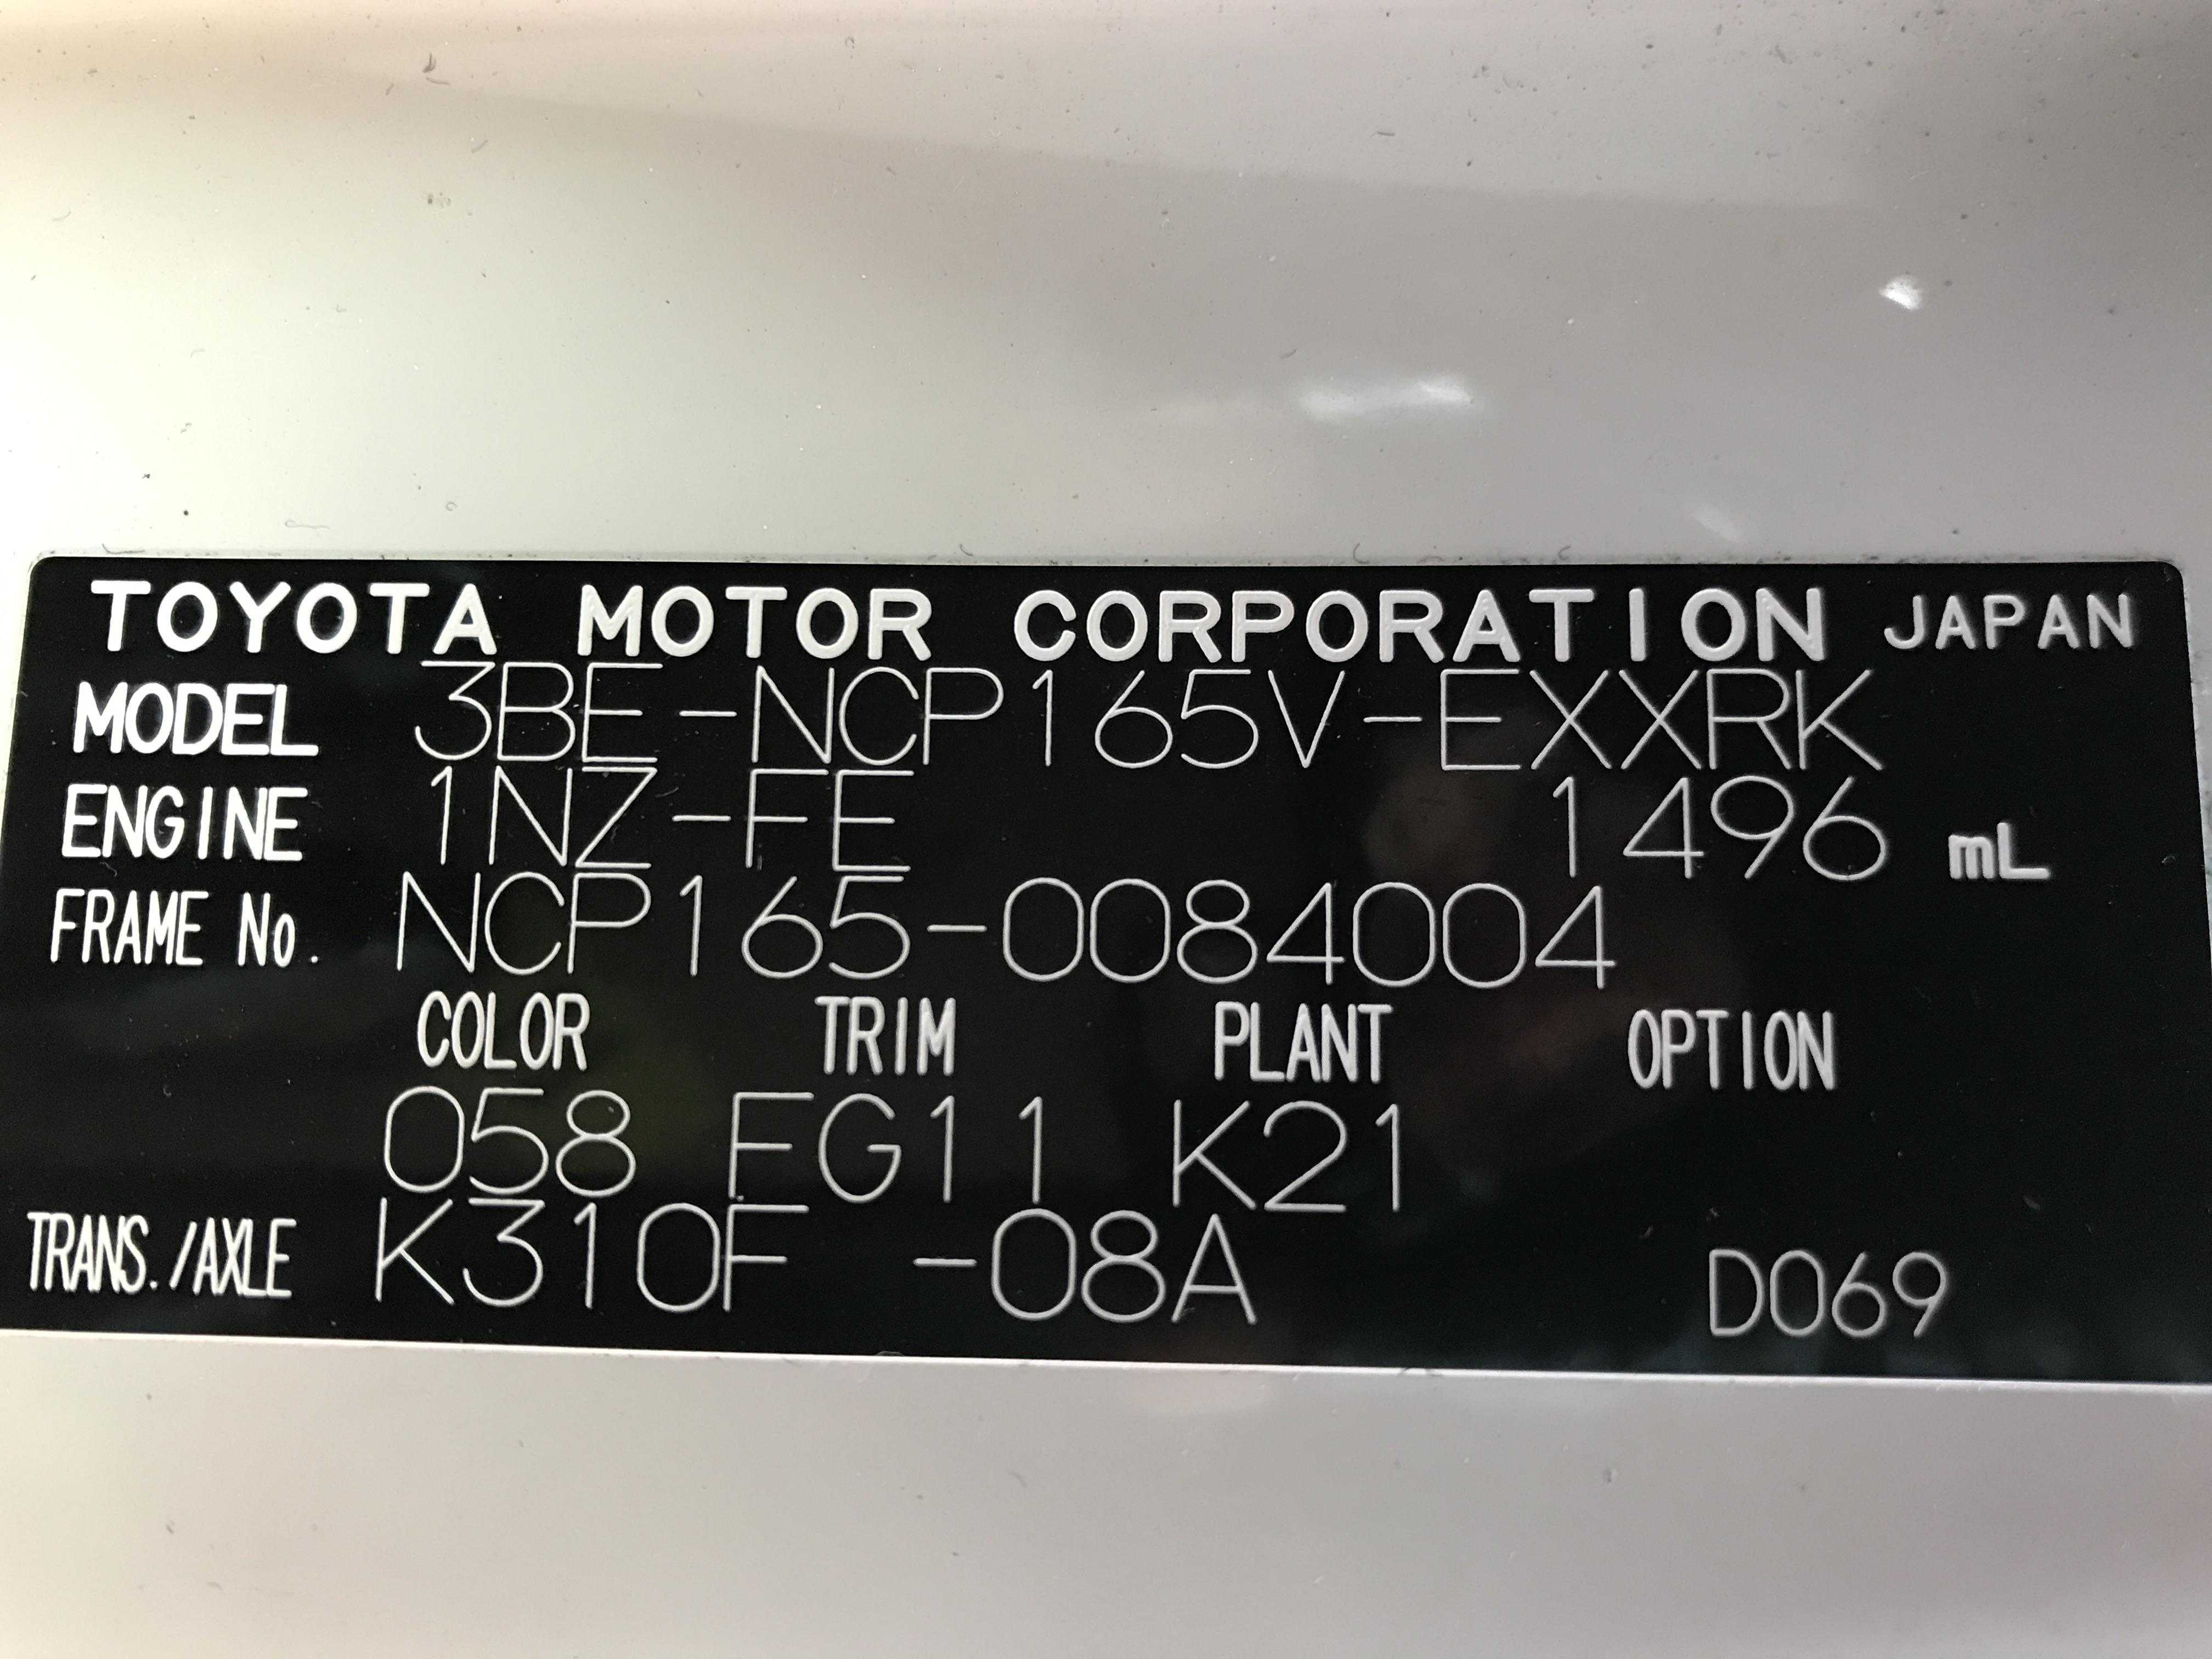 TOYOTA MOTOR CORPORATION JAPAN
MODEL 3BE-NCP165V-EXXRK
ENGINE 1NZ-FE 1496 mL
FRAME No. NCP165-0084004
COLOR TRIM PLANT OPTION
058 FG11 K21
TRANS./AXLE K310F -08A D069